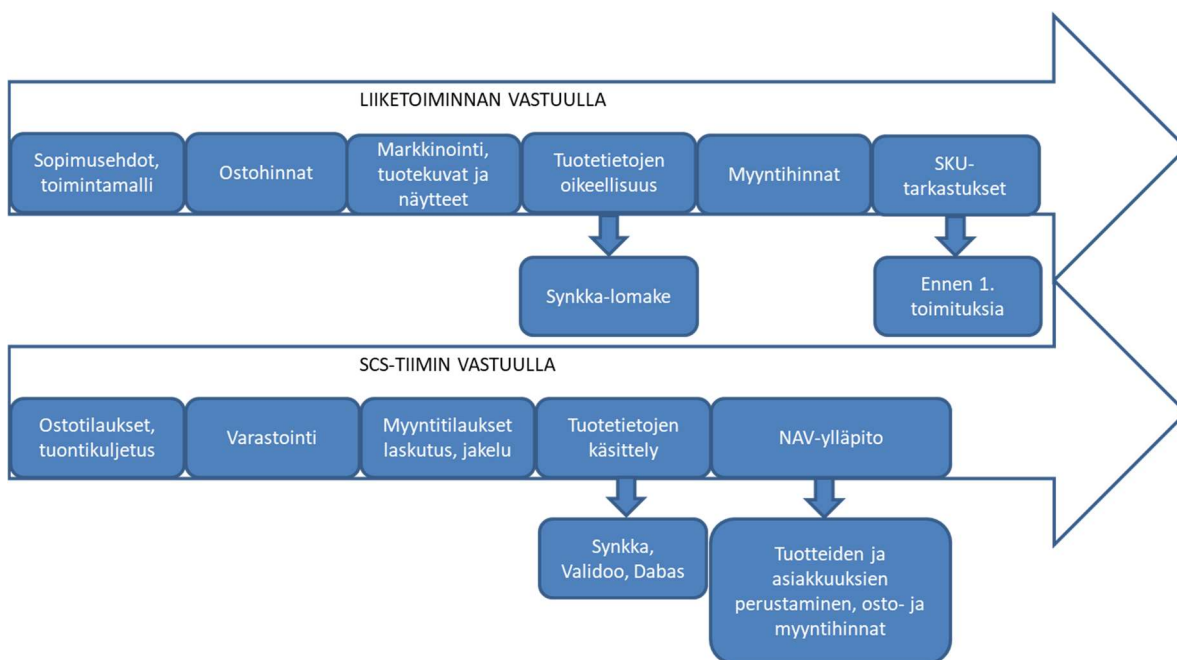 LIIKETOIMINNAN VASTUULLA
Sopimusehdot,
toimintamalli
Ostohinnat
Markkinointi,
tuotekuvat ja
näytteet
Tuotetietojen
oikeellisuus
Myyntihinnat
SKU-
tarkastukset
Synkka-lomake
Ennen 1.
toimituksia
SCS-TIIMIN VASTUULLA
Ostotilaukset,
tuontikuljetus
Varastointi
Myyntitilaukset
laskutus, jakelu
Tuotetietojen
käsittely
NAV-ylläpito
Synkka,
Validoo, Dabas
Tuotteiden ja
asiakkuuksien
perustaminen, osto- ja
myyntihinnat